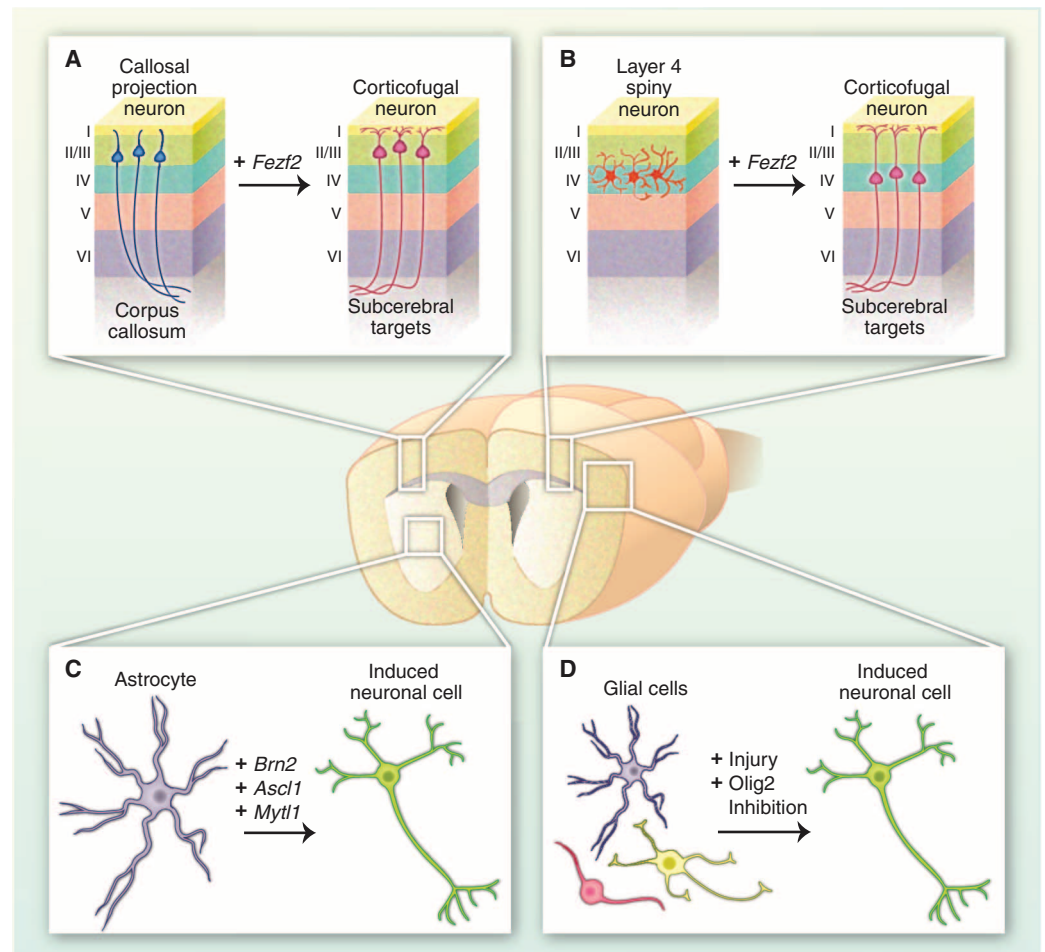 A
Callosal
projection
neuron
Corticofugal
neuron
I
II/III
IV
V
VI
+ Fezf2
I
II/III
IV
V
VI
Corpus
callosum
Subcerebral
targets
B
Layer 4
spiny
neuron
Corticofugal
neuron
I
II/III
IV
V
VI
+ Fezf2
I
II/III
IV
V
VI
Subcerebral
targets
C
Astrocyte
Induced
neuronal cell
+ Brn2
+ Ascl1
+ Mytl1
D
Glial cells
Induced
neuronal cell
+ Injury
+ Olig2
Inhibition